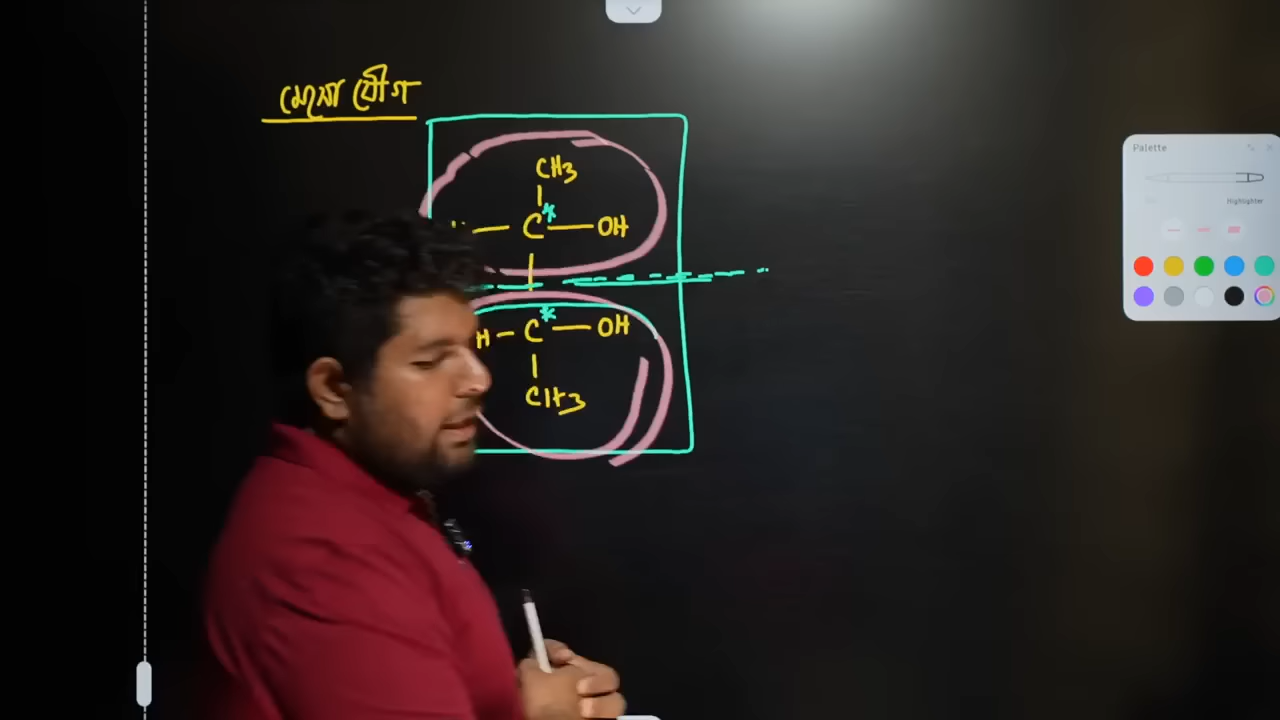 মেসো যৌগ
CH3
C* — OH
H — C* — OH
CH3
Palette
Highlighter